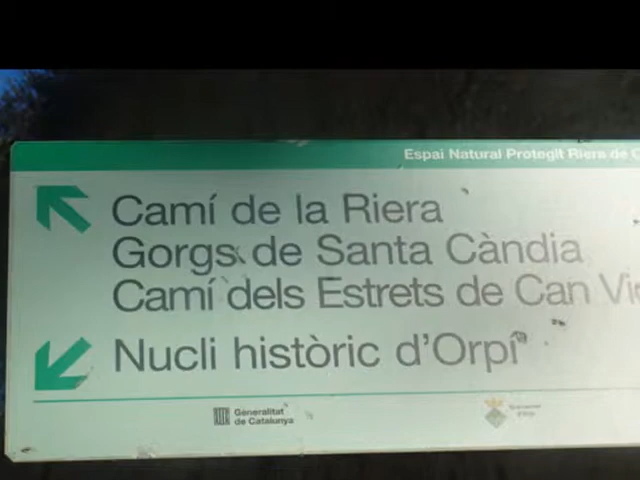 Espai Natural Protegit Riera de
Camí de la Riera
Gorgs de Santa Càndia
Camí dels Estrets de Can
Nucli històric d'Orpí
Generalitat
de Catalunya